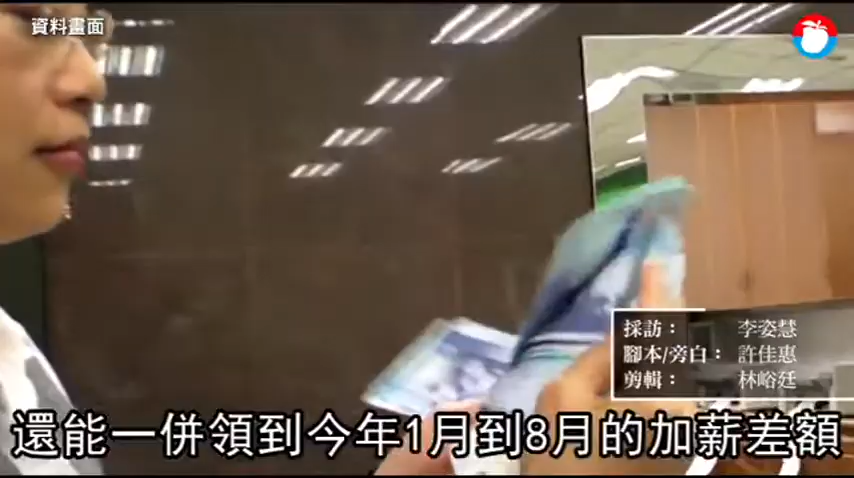 資料畫面
採訪： 李姿慧
腳本/旁白： 許佳惠
剪輯： 林峪廷
還能一併領到今年1月到8月的加薪差額